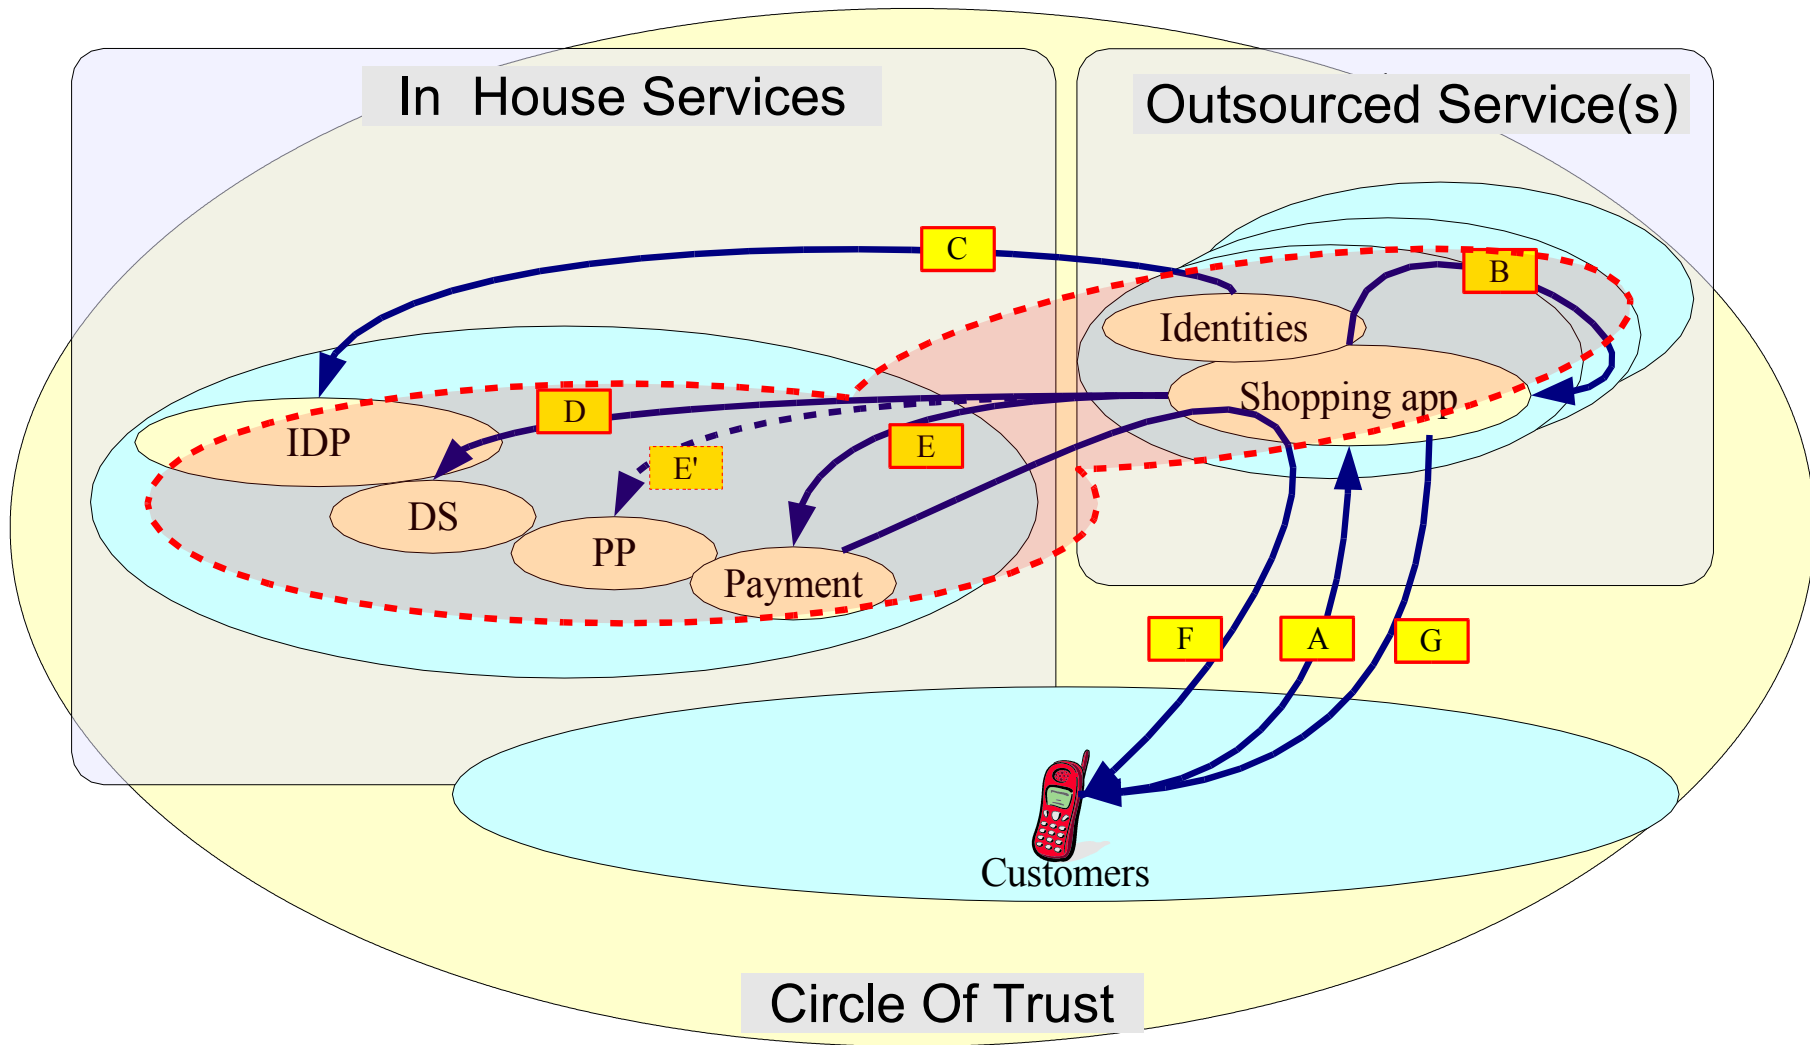 In House Services
Outsourced Service(s)
C
B
Identities
Shopping app
D
E
IDP
E'
DS
PP
Payment
F
A
G
Customers
Circle Of Trust